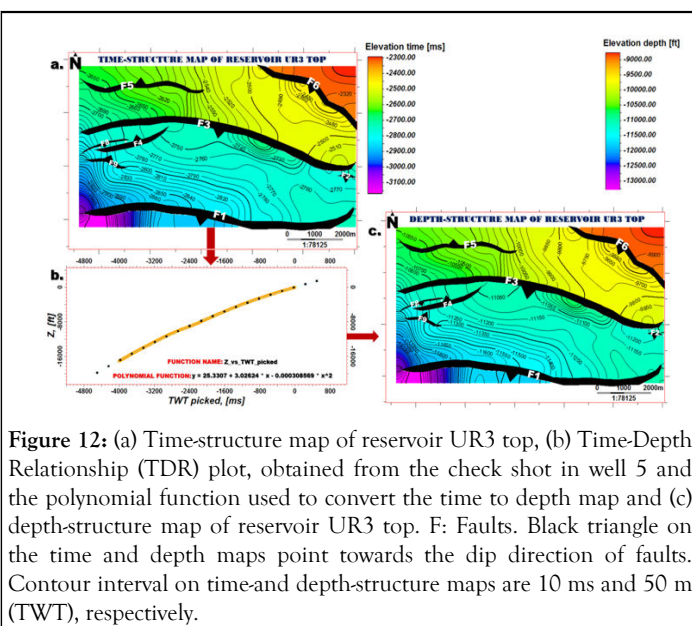 Elevation time [ms]
-2300.00
-2400.00
-2500.00
-2600.00
-2700.00
-2800.00
-2900.00
-3000.00
-3100.00
Elevation depth [ft]
-9000.00
-9500.00
-10000.00
-10500.00
-11000.00
-11500.00
-12000.00
-12500.00
-13000.00
a. N
TIME-STRUCTURE MAP OF RESERVOIR UR3 TOP
F5
F6
F3
F4
F1
0 1000 2000m
1:78125
b.
-4800 -4000 -3200 -2400 -1600 -800 0 800
Z, [ft]
0
-8000
-16000
0
-8000
-16000
FUNCTION NAME: Z_vs_TWT_picked
POLYNOMIAL FUNCTION: y = 25.3307 + 3.02624 * x - 0.000308569 * x^2
-4800 -4000 -3200 -2400 -1600 -800 0 800
TWT picked, [ms]
c. N
DEPTH-STRUCTURE MAP OF RESERVOIR UR3 TOP
F5
F6
F3
F4
F1
0 1000 2000m
1:78125
Figure 12: (a) Time-structure map of reservoir UR3 top, (b) Time-Depth
Relationship (TDR) plot, obtained from the check shot in well 5 and
the polynomial function used to convert the time to depth map and (c)
depth-structure map of reservoir UR3 top. F: Faults. Black triangle on
the time and depth maps point towards the dip direction of faults.
Contour interval on time-and depth-structure maps are 10 ms and 50 m
(TWT), respectively.